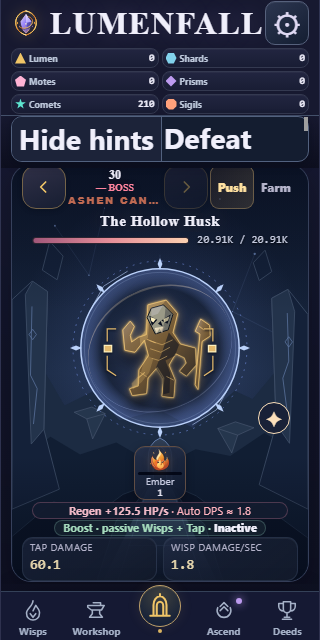 LUMENFALL
Lumen 0
Shards 0
Motes 0
Prisms 0
Comets 210
Sigils 0
Hide hints
Defeat
30
— BOSS
ASHEN CAN…
Push
Farm
The Hollow Husk
20.91K / 20.91K
Ember
1
Regen +125.5 HP/s · Auto DPS ≈ 1.8
Boost · passive Wisps + Tap · Inactive
TAP DAMAGE
60.1
WISP DAMAGE/SEC
1.8
Wisps
Workshop
Ascend
Deeds